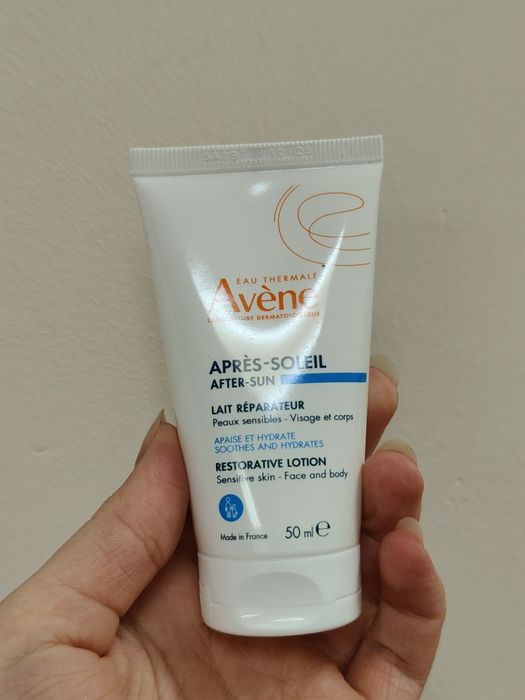 EAU THERMALE
Avène
LABORATOIRE DERMATOLOGIQUE
APRÈS-SOLEIL
AFTER-SUN
LAIT RÉPARATEUR
Peaux sensibles - Visage et corps
APAISE ET HYDRATE
SOOTHES AND HYDRATES
RESTORATIVE LOTION
Sensitive skin - Face and body
Made in France 50 ml e